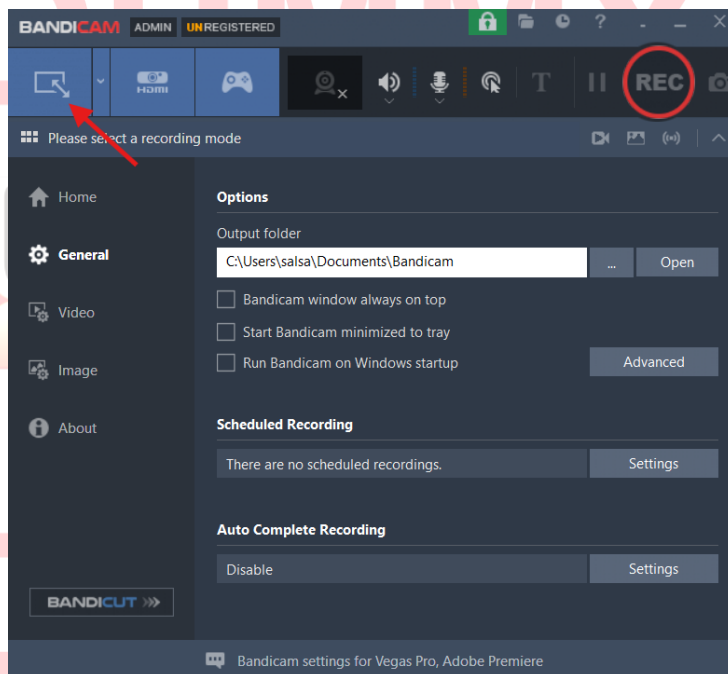 BANDICAM ADMIN UNREGISTERED ?
HDMI T REC
Please select a recording mode
Home
General
Video
Image
About
BANDICUT
Options
Output folder
C:\Users\salsa\Documents\Bandicam ... Open
Bandicam window always on top
Start Bandicam minimized to tray
Run Bandicam on Windows startup Advanced
Scheduled Recording
There are no scheduled recordings. Settings
Auto Complete Recording
Disable Settings
Bandicam settings for Vegas Pro, Adobe Premiere